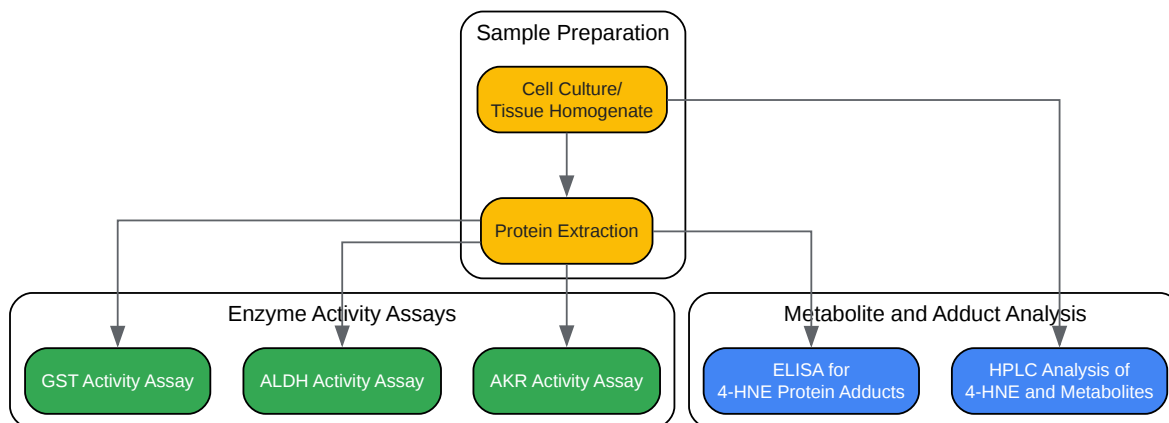 Sample Preparation
Cell Culture/
Tissue Homogenate
Protein Extraction
Enzyme Activity Assays
Metabolite and Adduct Analysis
GST Activity Assay
ALDH Activity Assay
AKR Activity Assay
ELISA for
4-HNE Protein Adducts
HPLC Analysis of
4-HNE and Metabolites